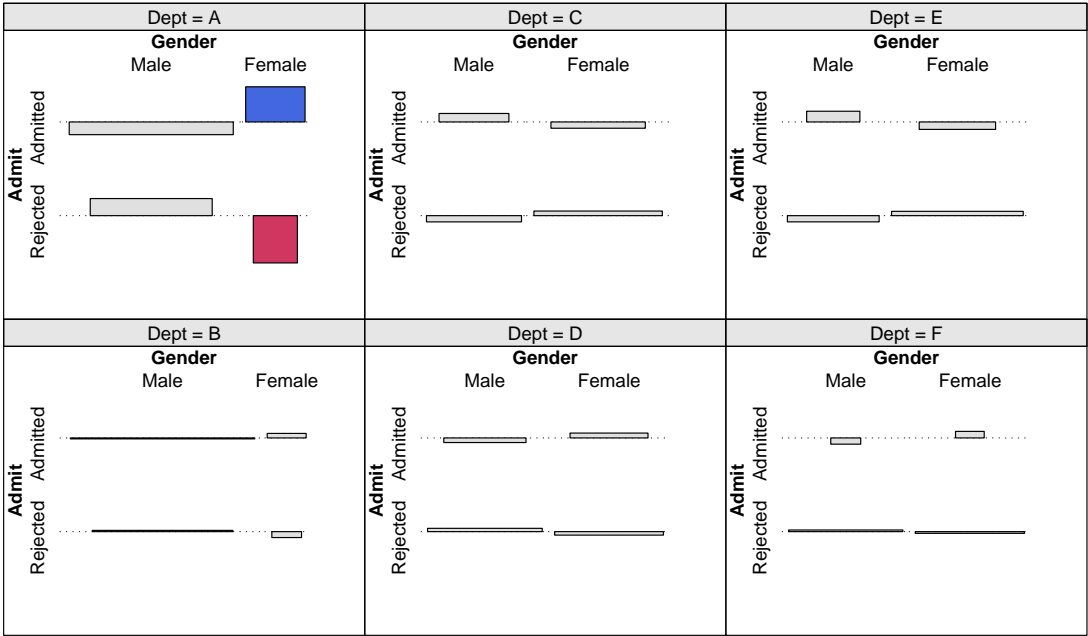 Dept = A
Gender
Male Female
Admit
Admitted
Rejected
Dept = C
Gender
Male Female
Admit
Admitted
Rejected
Dept = E
Gender
Male Female
Admit
Admitted
Rejected
Dept = B
Gender
Male Female
Admit
Admitted
Rejected
Dept = D
Gender
Male Female
Admit
Admitted
Rejected
Dept = F
Gender
Male Female
Admit
Admitted
Rejected